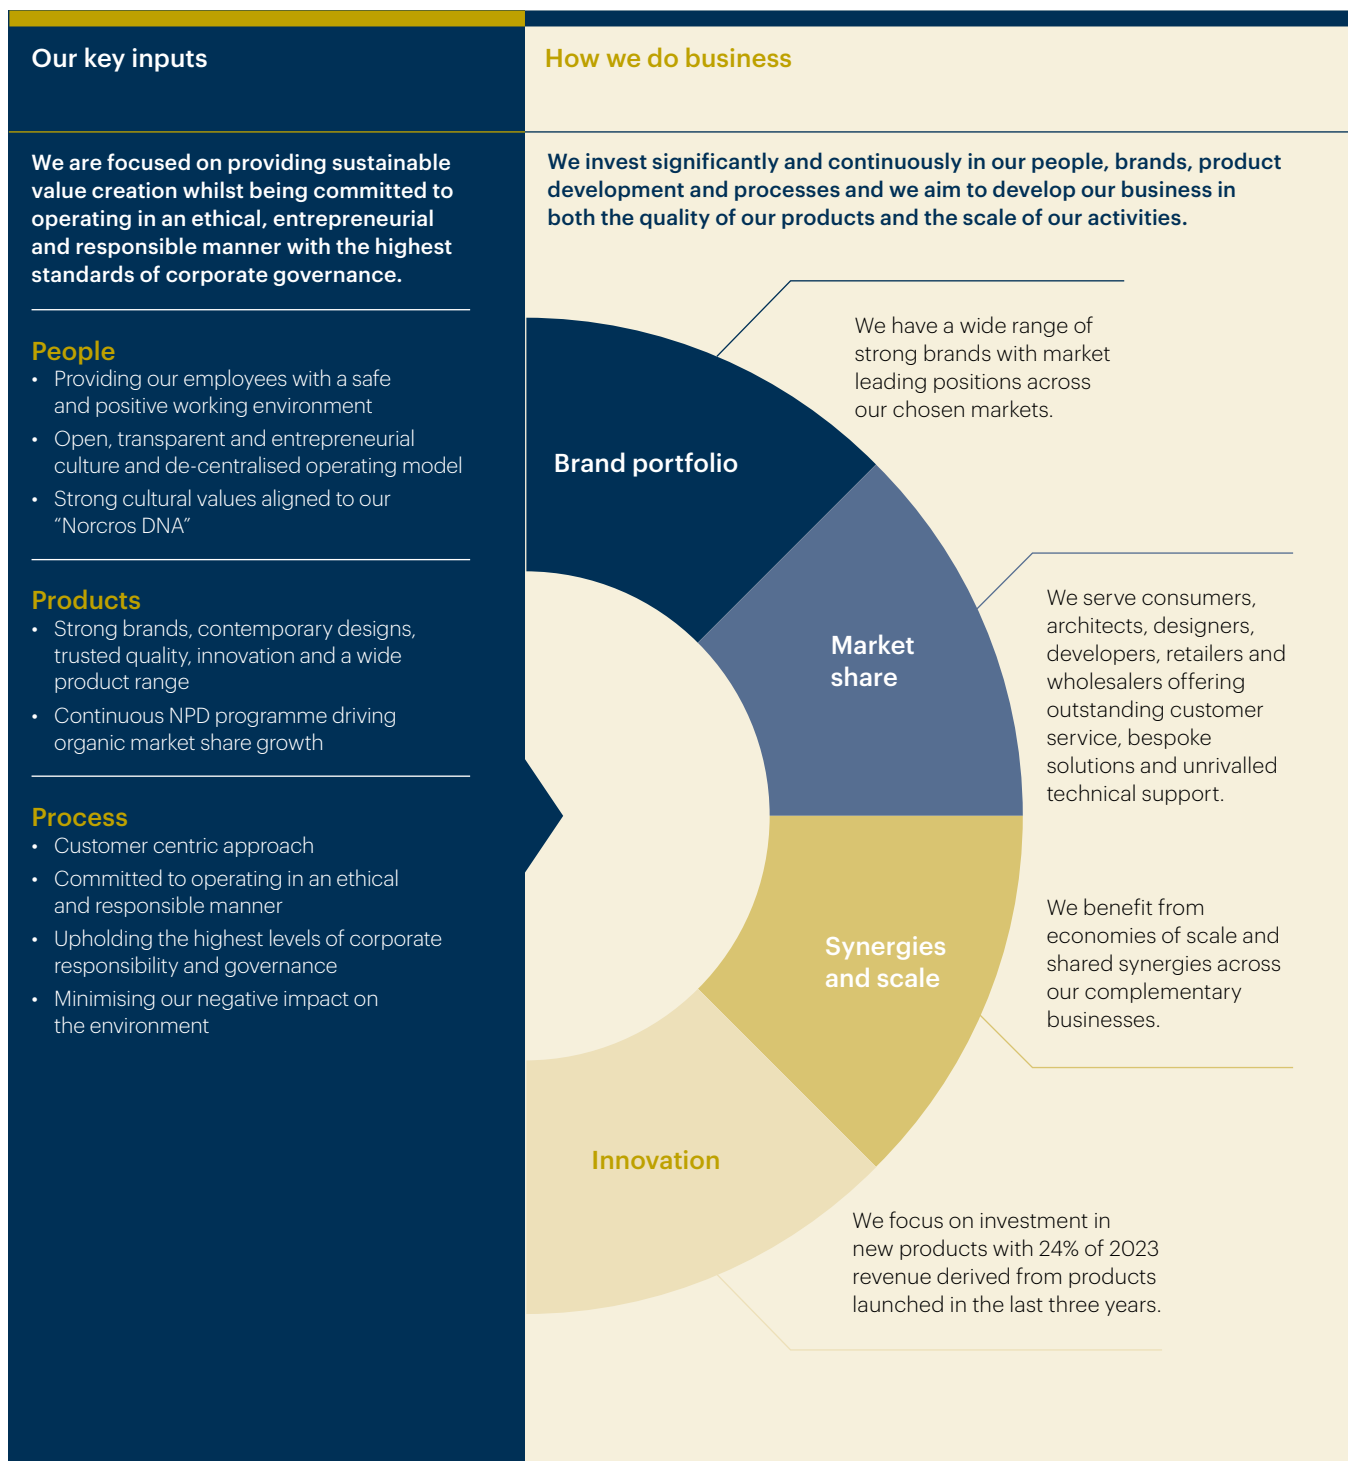 Our key inputs
We are focused on providing sustainable
value creation whilst being committed to
operating in an ethical, entrepreneurial
and responsible manner with the highest
standards of corporate governance.
People
• Providing our employees with a safe
and positive working environment
• Open, transparent and entrepreneurial
culture and de-centralised operating model
• Strong cultural values aligned to our
“Norcros DNA”
Products
• Strong brands, contemporary designs,
trusted quality, innovation and a wide
product range
• Continuous NPD programme driving
organic market share growth
Process
• Customer centric approach
• Committed to operating in an ethical
and responsible manner
• Upholding the highest levels of corporate
responsibility and governance
• Minimising our negative impact on
the environment
How we do business
We invest significantly and continuously in our people, brands, product
development and processes and we aim to develop our business in
both the quality of our products and the scale of our activities.
Brand portfolio
We have a wide range of
strong brands with market
leading positions across
our chosen markets.
Market
share
We serve consumers,
architects, designers,
developers, retailers and
wholesalers offering
outstanding customer
service, bespoke
solutions and unrivalled
technical support.
Synergies
and scale
We benefit from
economies of scale and
shared synergies across
our complementary
businesses.
Innovation
We focus on investment in
new products with 24% of 2023
revenue derived from products
launched in the last three years.